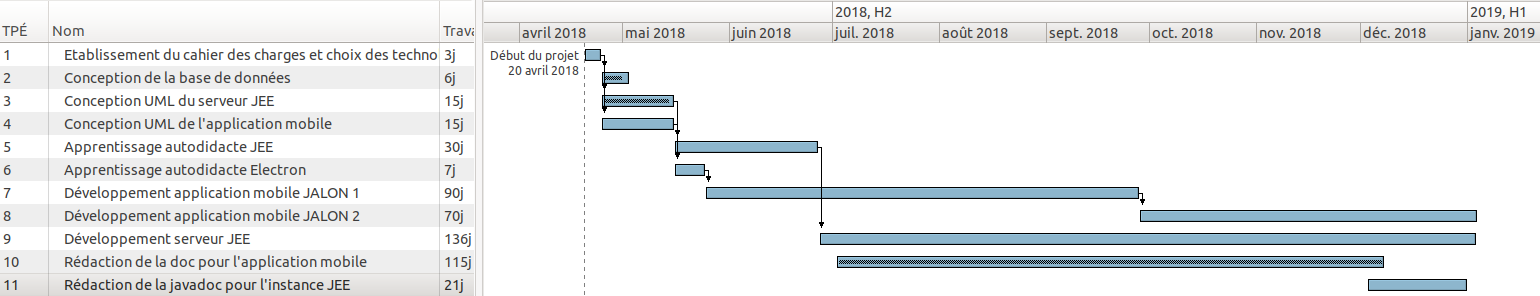 2018, H2 2019, H1
TPÉ Nom Trava avril 2018 mai 2018 juin 2018 juil. 2018 août 2018 sept. 2018 oct. 2018 nov. 2018 déc. 2018 janv. 2019
1 Etablissement du cahier des charges et choix des techno 3j
Début du projet
20 avril 2018
2 Conception de la base de données 6j
3 Conception UML du serveur JEE 15j
4 Conception UML de l'application mobile 15j
5 Apprentissage autodidacte JEE 30j
6 Apprentissage autodidacte Electron 7j
7 Développement application mobile JALON 1 90j
8 Développement application mobile JALON 2 70j
9 Développement serveur JEE 136j
10 Rédaction de la doc pour l'application mobile 115j
11 Rédaction de la javadoc pour l'instance JEE 21j